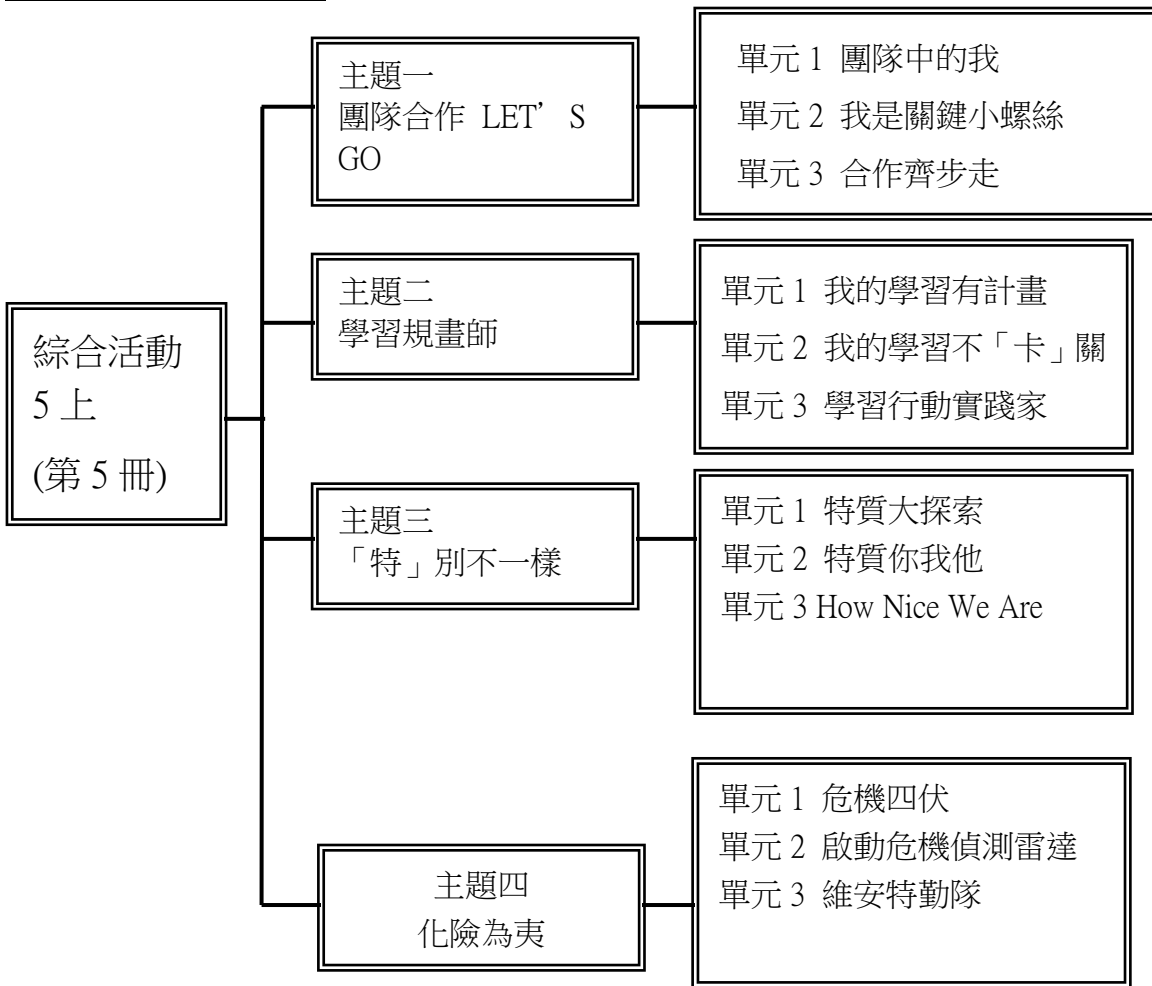 綜合活動
5 上
(第 5 冊)
主題一
團隊合作 LET’S
GO
單元 1 團隊中的我
單元 2 我是關鍵小螺絲
單元 3 合作齊步走
主題二
學習規畫師
單元 1 我的學習有計畫
單元 2 我的學習不「卡」關
單元 3 學習行動實踐家
主題三
「特」別不一樣
單元 1 特質大探索
單元 2 特質你我他
單元 3 How Nice We Are
主題四
化險為夷
單元 1 危機四伏
單元 2 啟動危機偵測雷達
單元 3 維安特勤隊